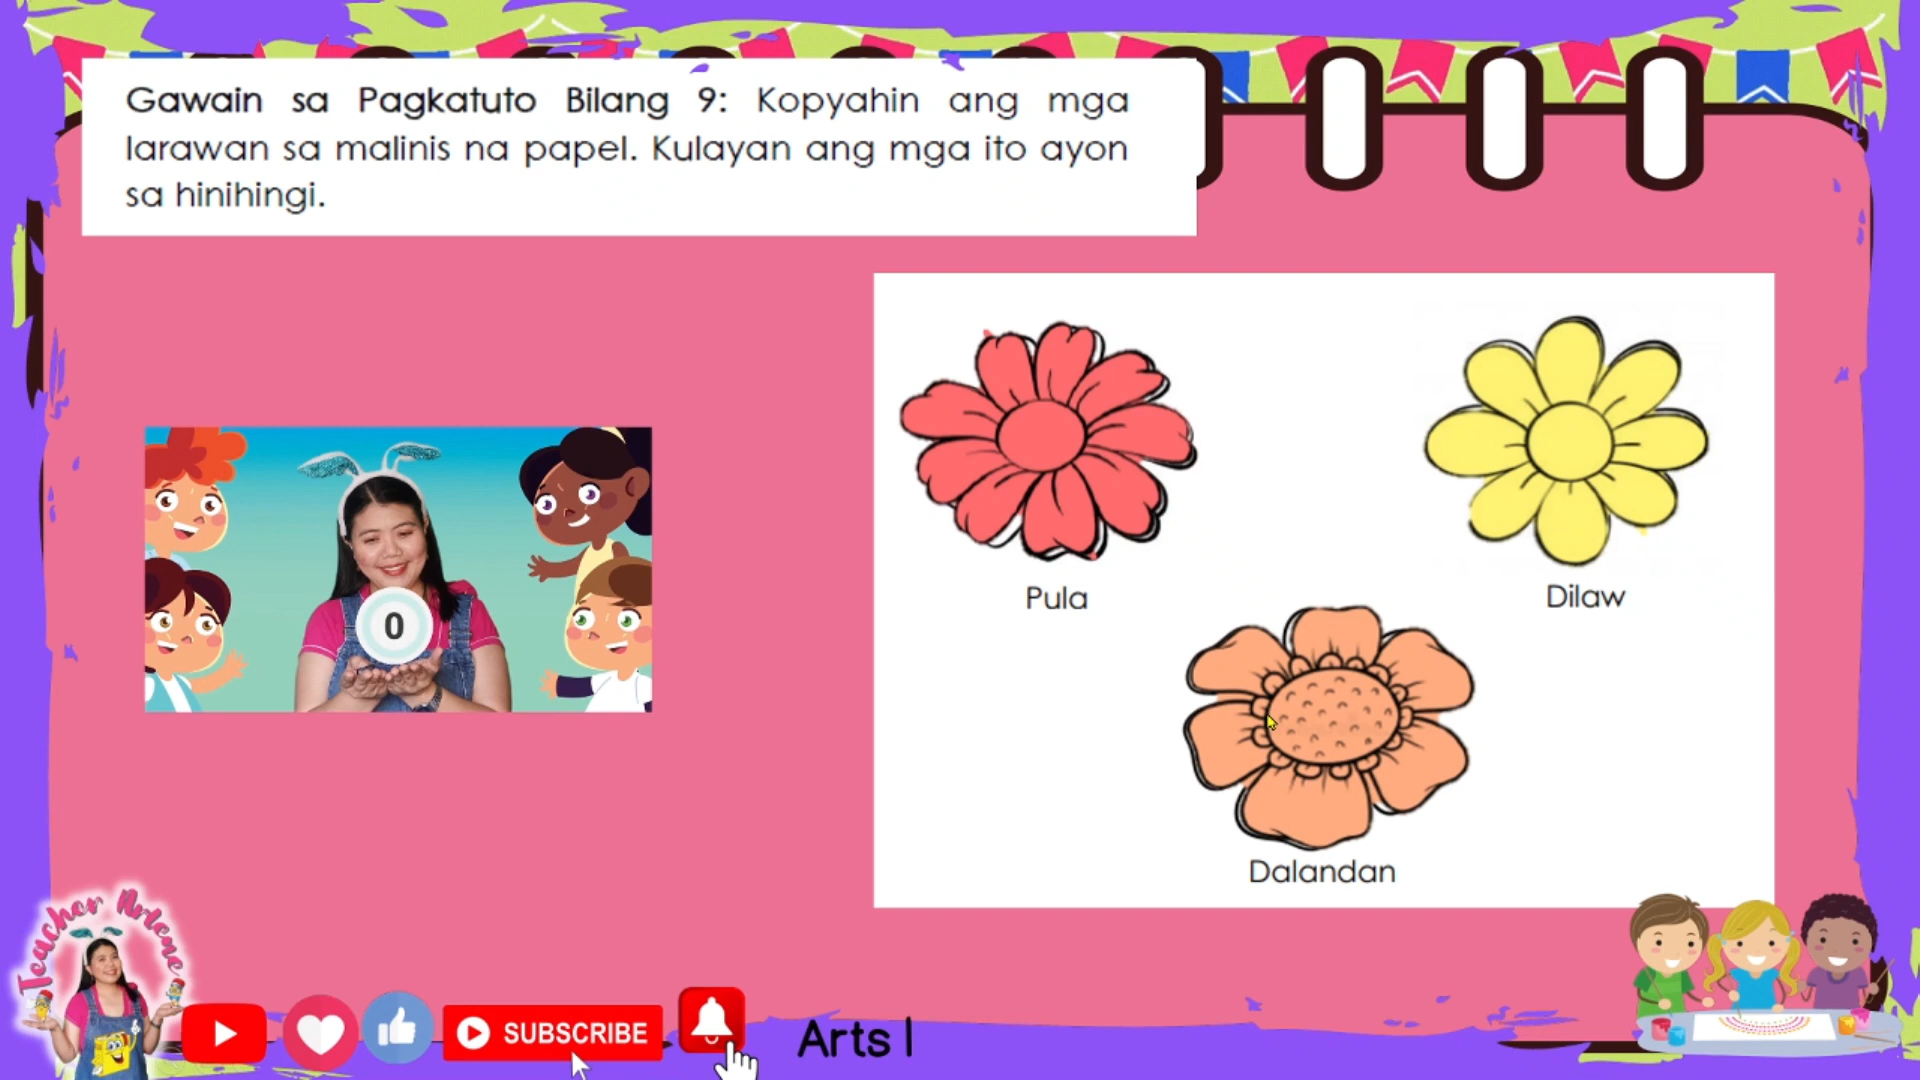 Gawain sa Pagkatuto Bilang 9: Kopyahin ang mga
larawan sa malinis na papel. Kulayan ang mga ito ayon
sa hinihingi.
0
Pula
Dilaw
Dalandan
Teacher Arlene
SUBSCRIBE
Arts 1